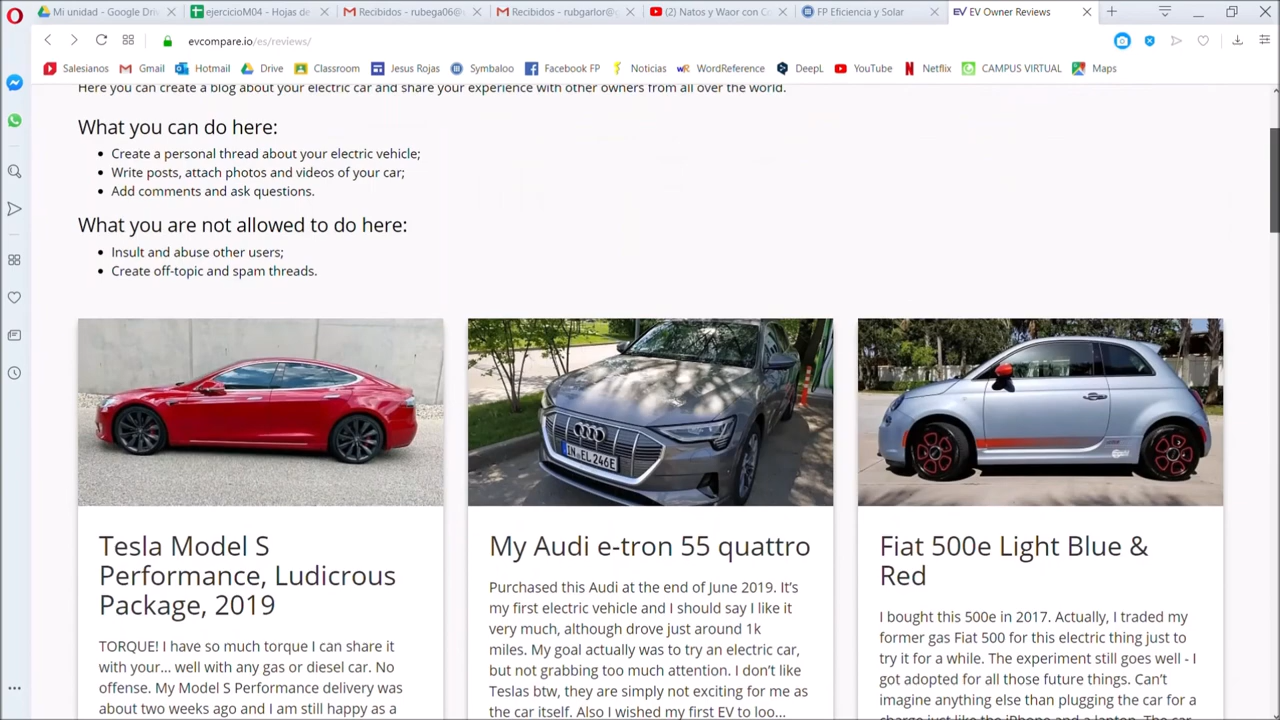 Mi unidad - Google Dri
ejercicioM04 - Hojas de
Recibidos - rubega06@
Recibidos - rubgarlor@
(2) Natos y Waor con C
FP Eficiencia y Solar
EV EV Owner Reviews
evcompare.io/es/reviews/
Salesianos Gmail Hotmail Drive Classroom Jesus Rojas Symbaloo Facebook FP Noticias WordReference DeepL YouTube Netflix CAMPUS VIRTUAL Maps
Here you can create a blog about your electric car and share your experience with other owners from all over the world.
What you can do here:
Create a personal thread about your electric vehicle;
Write posts, attach photos and videos of your car;
Add comments and ask questions.
What you are not allowed to do here:
Insult and abuse other users;
Create off-topic and spam threads.
IN EL 246E
Tesla Model S
Performance, Ludicrous
Package, 2019
TORQUE! I have so much torque I can share it
with your... well with any gas or diesel car. No
offense. My Model S Performance delivery was
about two weeks ago and I am still happy as a
My Audi e-tron 55 quattro
Purchased this Audi at the end of June 2019. It's
my first electric vehicle and I should say I like it
very much, although drove just around 1k
miles. My goal actually was to try an electric car,
but not grabbing too much attention. I don't like
Teslas btw, they are simply not exciting for me as
the car itself. Also I wished my first EV to loo...
Fiat 500e Light Blue &
Red
I bought this 500e in 2017. Actually, I traded my
former gas Fiat 500 for this electric thing just to
try it for a while. The experiment still goes well - I
got adopted for all those future things. Can't
imagine anything else than plugging the car for a
charge just like the iPhone and a laptop. The car